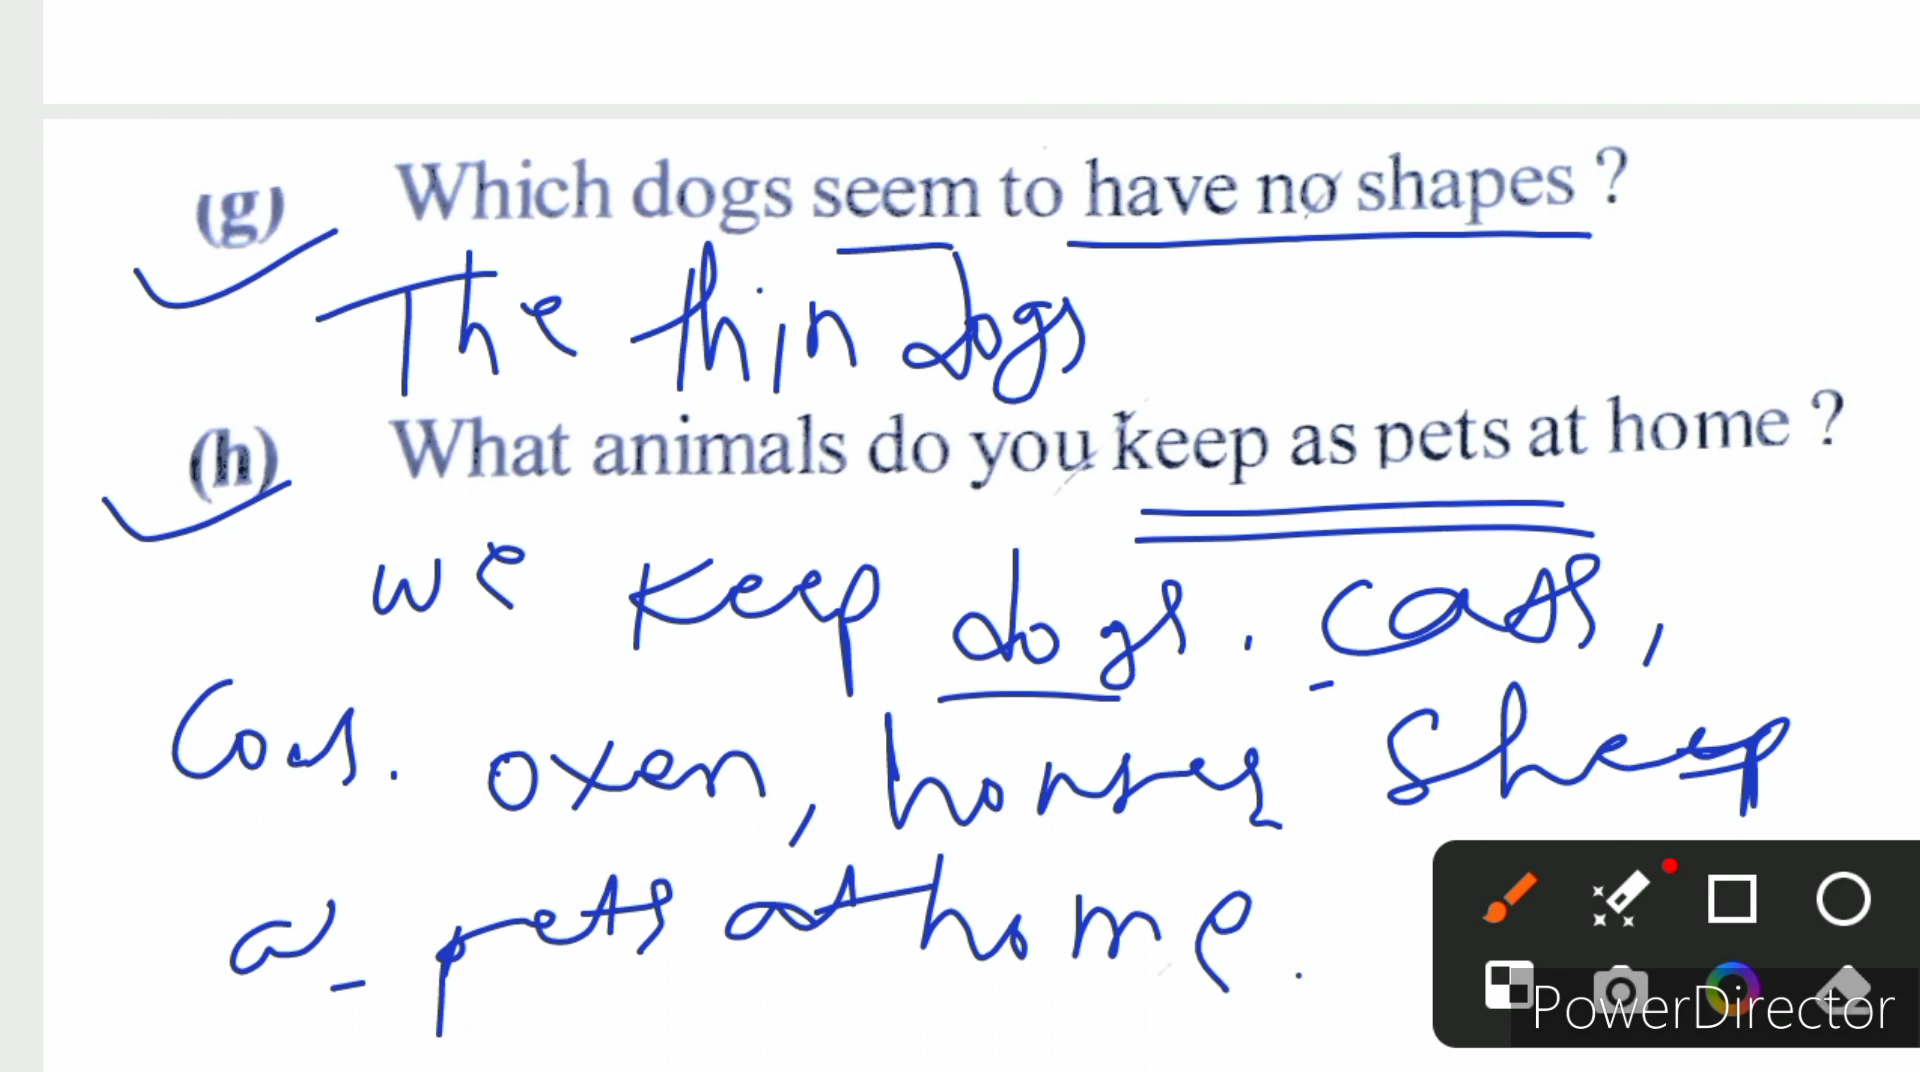 (g) Which dogs seem to have no shapes ?
The thin dogs
(h) What animals do you keep as pets at home ?
we keep dogs. cats,
Cows. oxen, horses sheep
as pets at home.
PowerDirector